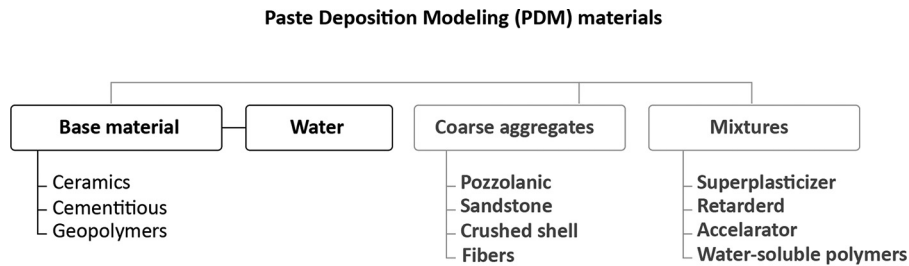 Paste Deposition Modeling (PDM) materials
Base material
Water
Coarse aggregates
Mixtures
Ceramics
Cementitious
Geopolymers
Pozzolanic
Sandstone
Crushed shell
Fibers
Superplasticizer
Retarderd
Accelarator
Water-soluble polymers